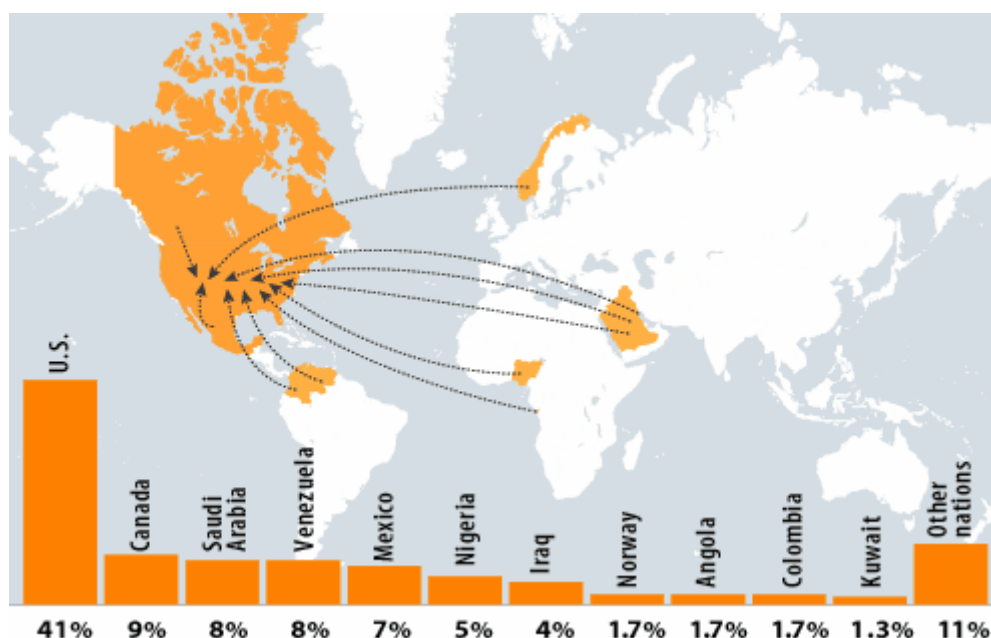 U.S.
Canada
Saudi
Arabia
Venezuela
Mexico
Nigeria
Iraq
Norway
Angola
Colombia
Kuwait
Other
nations
41% 9% 8% 8% 7% 5% 4% 1.7% 1.7% 1.7% 1.3% 11%